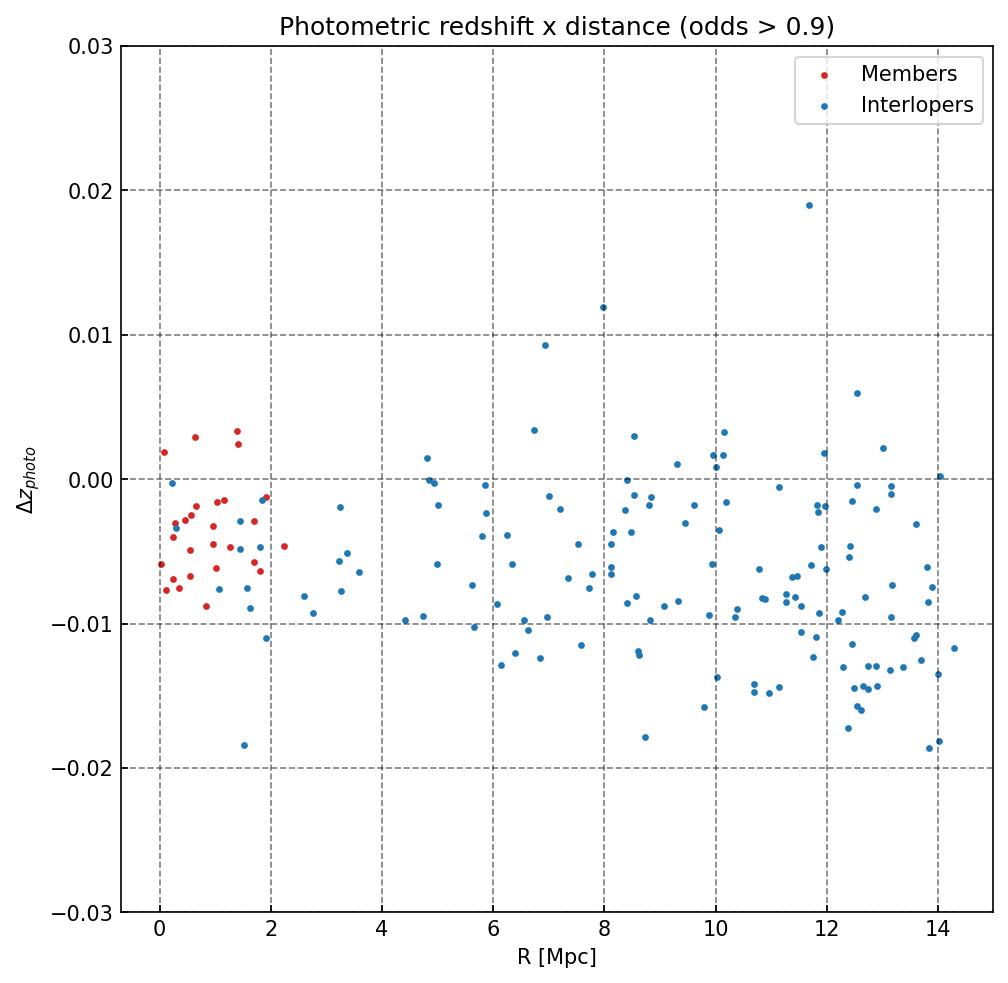 Photometric redshift x distance (odds > 0.9)
Members
Interlopers
0.03
0.02
0.01
0.00
−0.01
−0.02
−0.03
Δz_photo
0 2 4 6 8 10 12 14
R [Mpc]